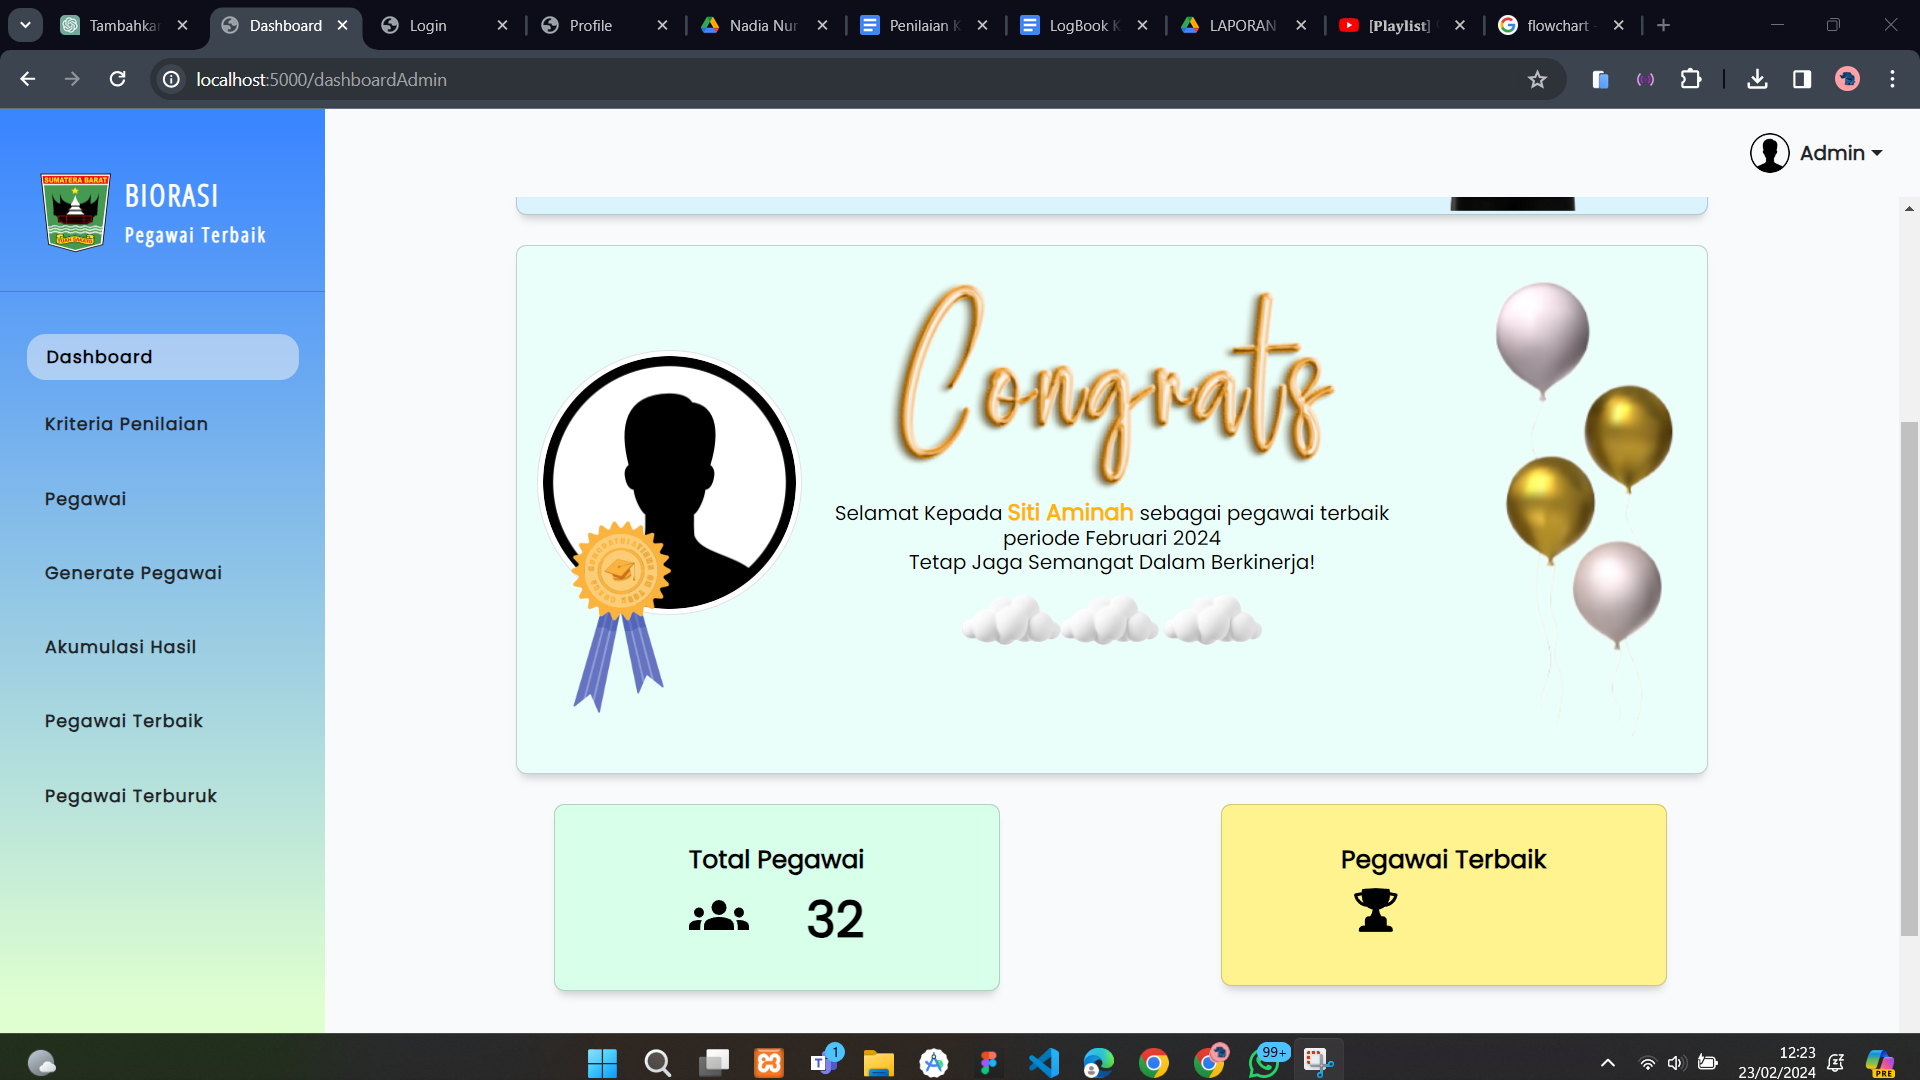 Tambahkan
Dashboard
Login
Profile
Nadia Nur
Penilaian K
LogBook K
LAPORAN
[Playlist]
flowchart -
localhost:5000/dashboardAdmin
SUMATERA BARAT
BIORASI
Pegawai Terbaik
Admin
Dashboard
Kriteria Penilaian
Pegawai
Generate Pegawai
Akumulasi Hasil
Pegawai Terbaik
Pegawai Terburuk
Congrats
Selamat Kepada Siti Aminah sebagai pegawai terbaik
periode Februari 2024
Tetap Jaga Semangat Dalam Berkinerja!
Total Pegawai
32
Pegawai Terbaik
1
99+
12:23
23/02/2024
PRE